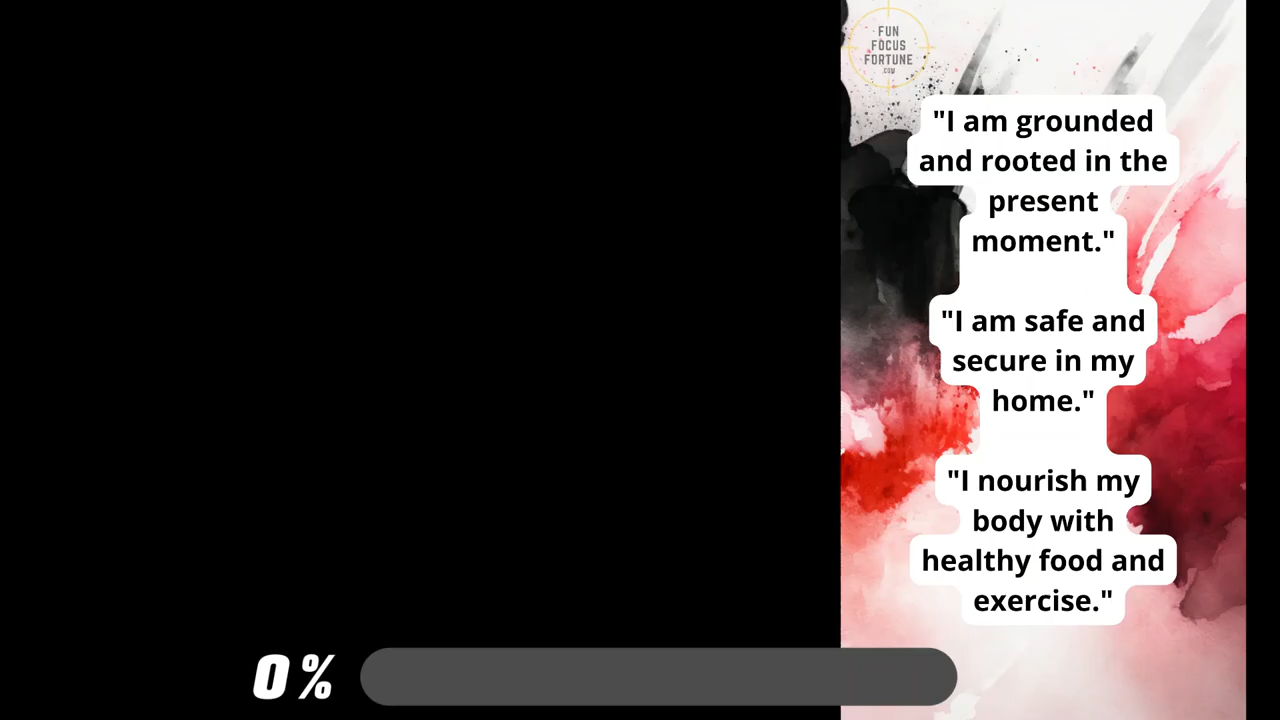 FUN
FOCUS
FORTUNE
.COM
"I am grounded
and rooted in the
present
moment."
"I am safe and
secure in my
home."
"I nourish my
body with
healthy food and
exercise."
0%